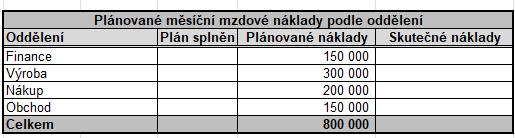 Plánované měsíční mzdové náklady podle oddělení
Oddělení Plán splněn Plánované náklady Skutečné náklady
Finance 150 000
Výroba 300 000
Nákup 200 000
Obchod 150 000
Celkem 800 000